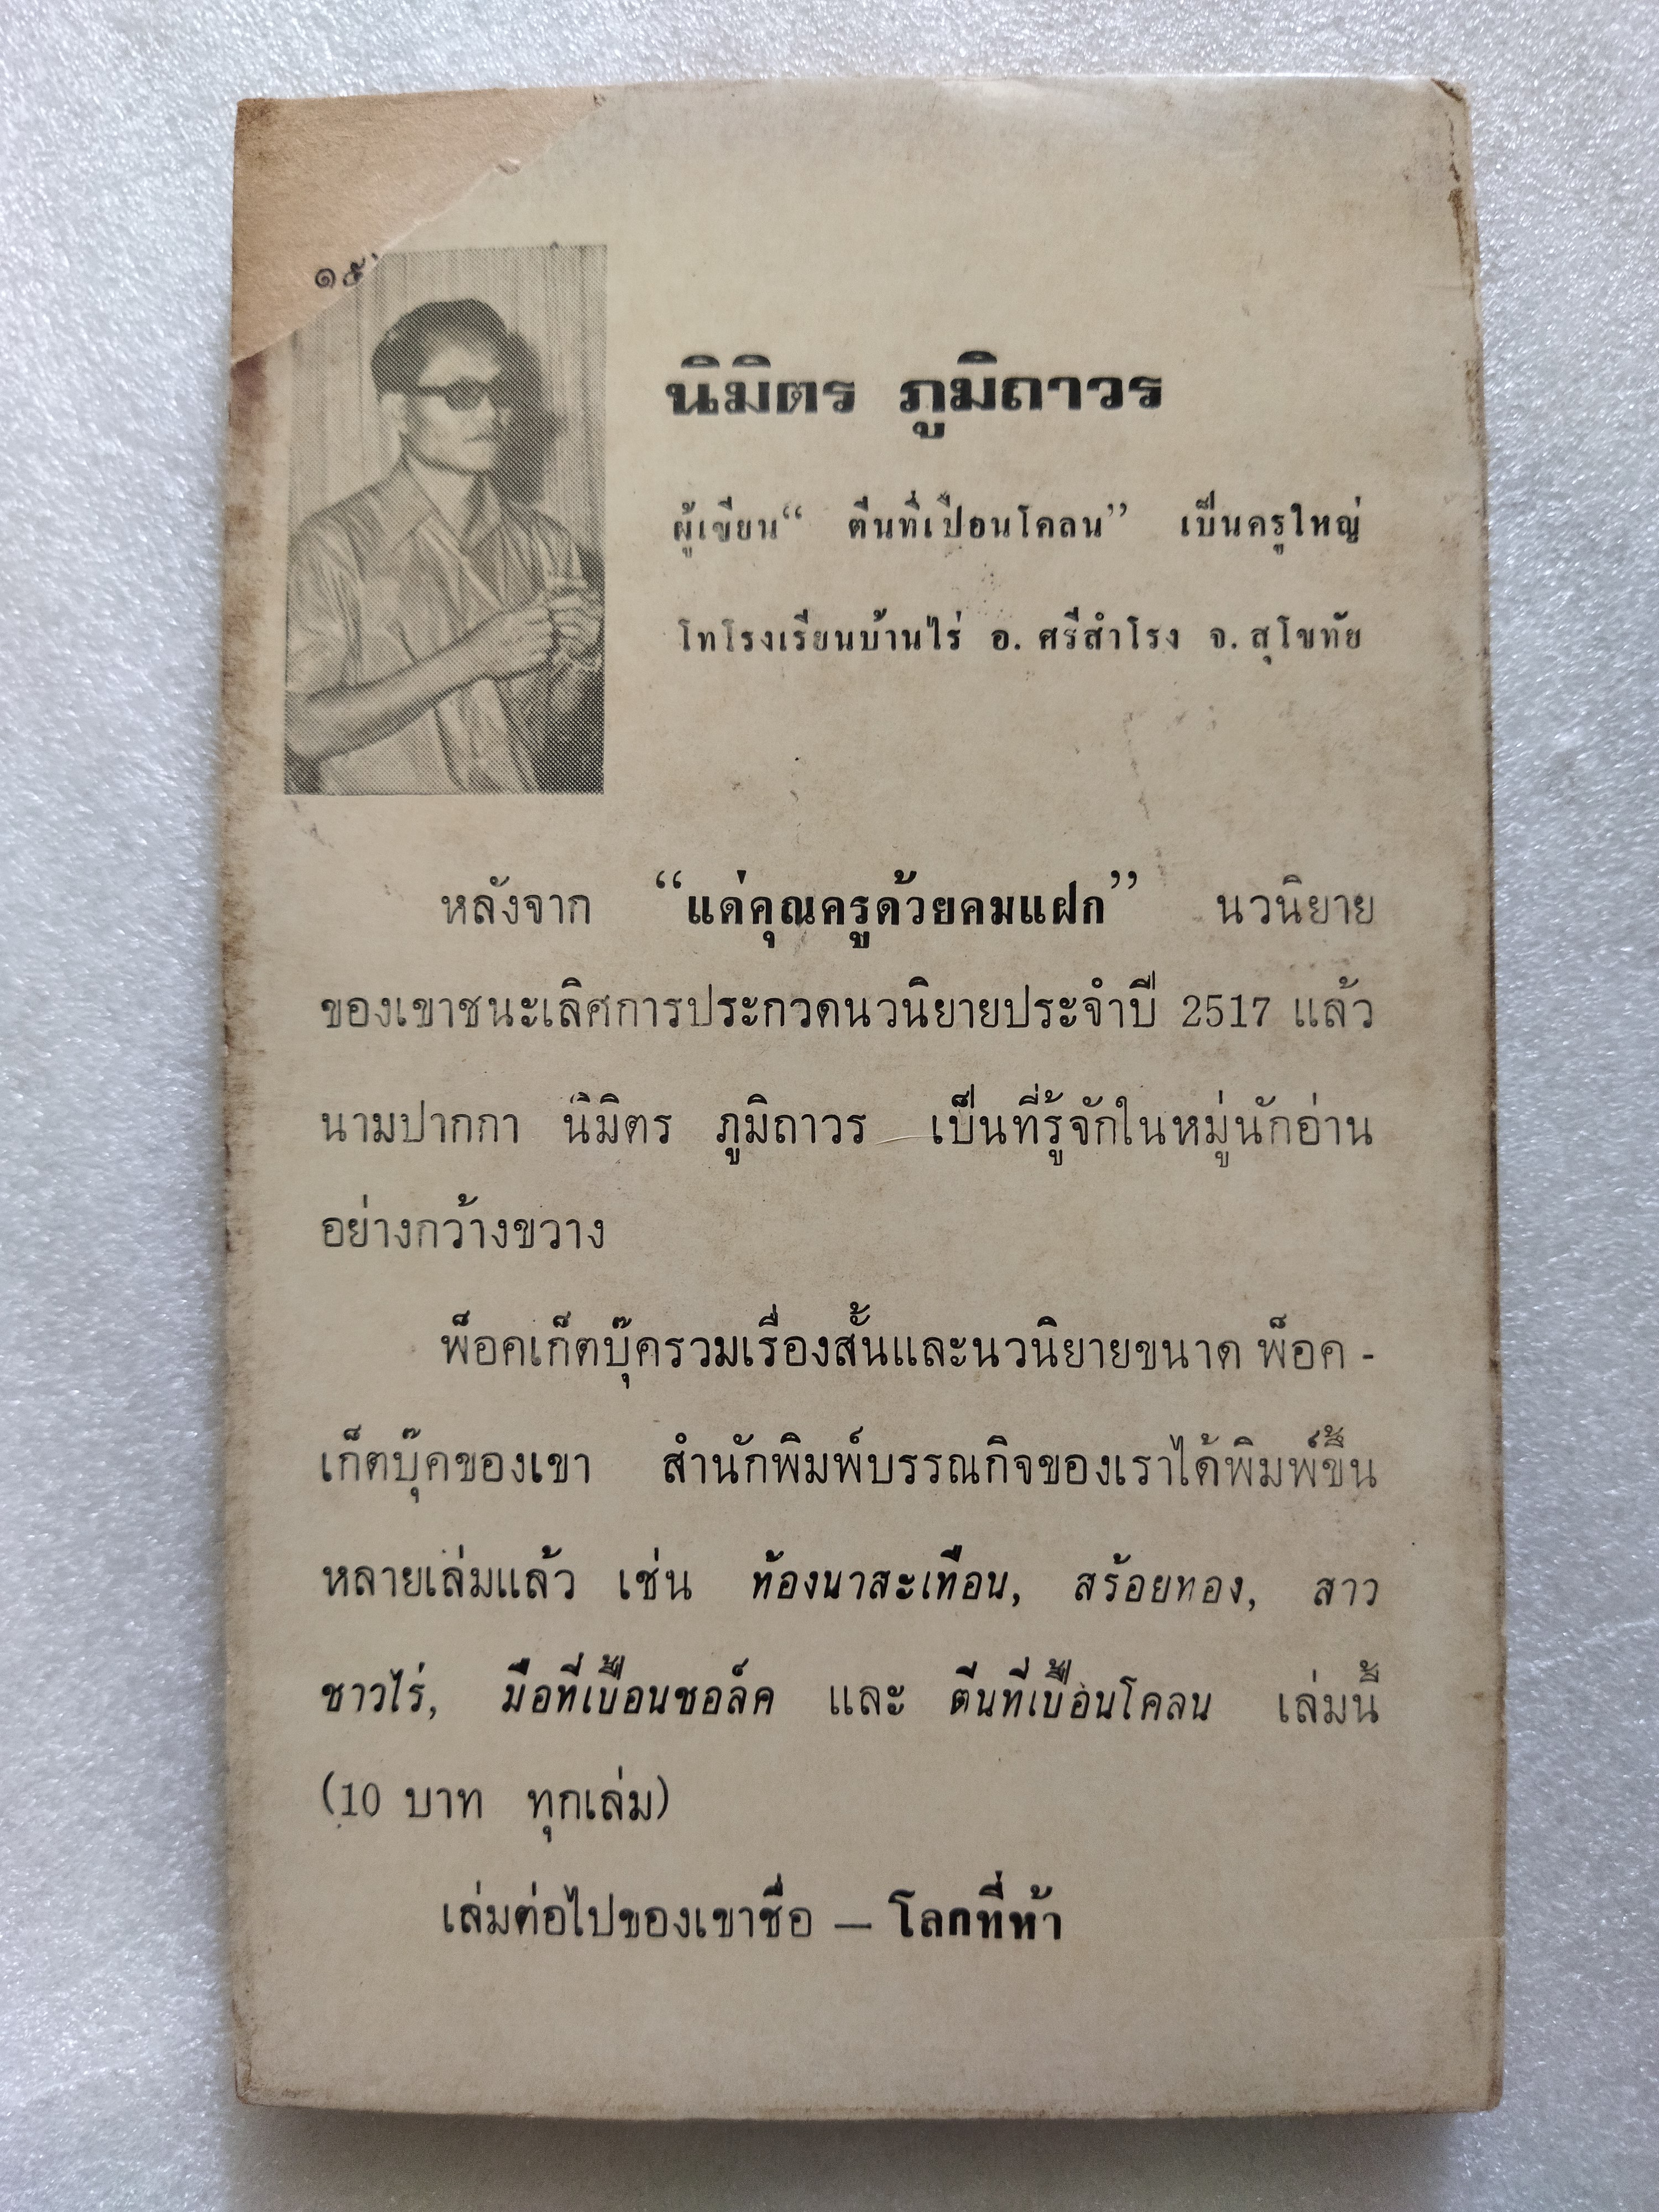 ๑๕
นิมิตร ภูมิถาวร
ผู้เขียน“ ตีนที่เปื้อนโคลน” เป็นครูใหญ่
โทโรงเรียนบ้านไร่ อ. ศรีสำโรง จ. สุโขทัย
หลังจาก “แด่คุณครูด้วยคมแฝก” นวนิยาย
ของเขาชนะเลิศการประกวดนวนิยายประจำปี 2517 แล้ว
นามปากกา นิมิตร ภูมิถาวร เป็นที่รู้จักในหมู่นักอ่าน
อย่างกว้างขวาง
พ็อคเก็ตบุ๊ครวมเรื่องสั้นและนวนิยายขนาด พ็อค -
เก็ตบุ๊คของเขา สำนักพิมพ์บรรณกิจของเราได้พิมพ์ขึ้น
หลายเล่มแล้ว เช่น ท้องนาสะเทือน, สร้อยทอง, สาว
ชาวไร่, มือที่เปื้อนชอล์ค และ ตีนที่เปื้อนโคลน เล่มนี้
(10 บาท ทุกเล่ม)
เล่มต่อไปของเขาชื่อ — โลกที่ห้า